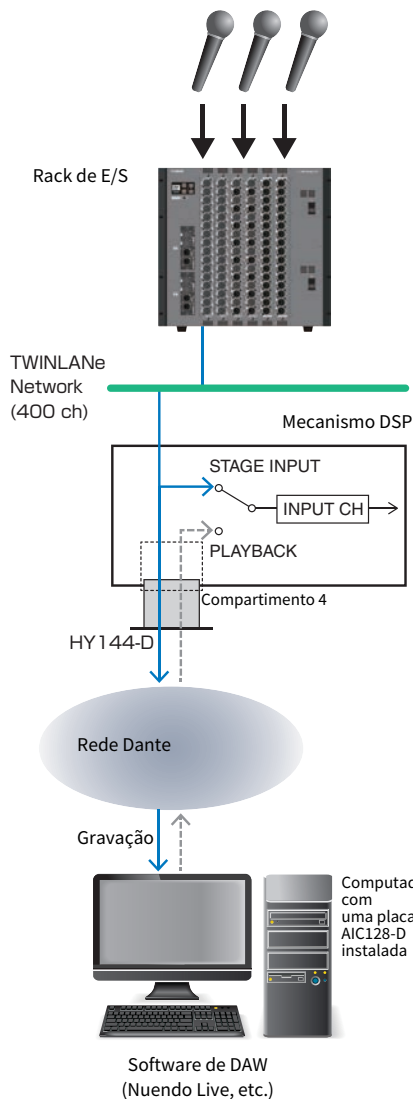 Rack de E/S
TWINLANe
Network
(400 ch)
Mecanismo DSP
STAGE INPUT
INPUT CH
PLAYBACK
Compartimento 4
HY144-D
Rede Dante
Gravação
Computad
com
uma placa
AIC128-D
instalada
Software de DAW
(Nuendo Live, etc.)